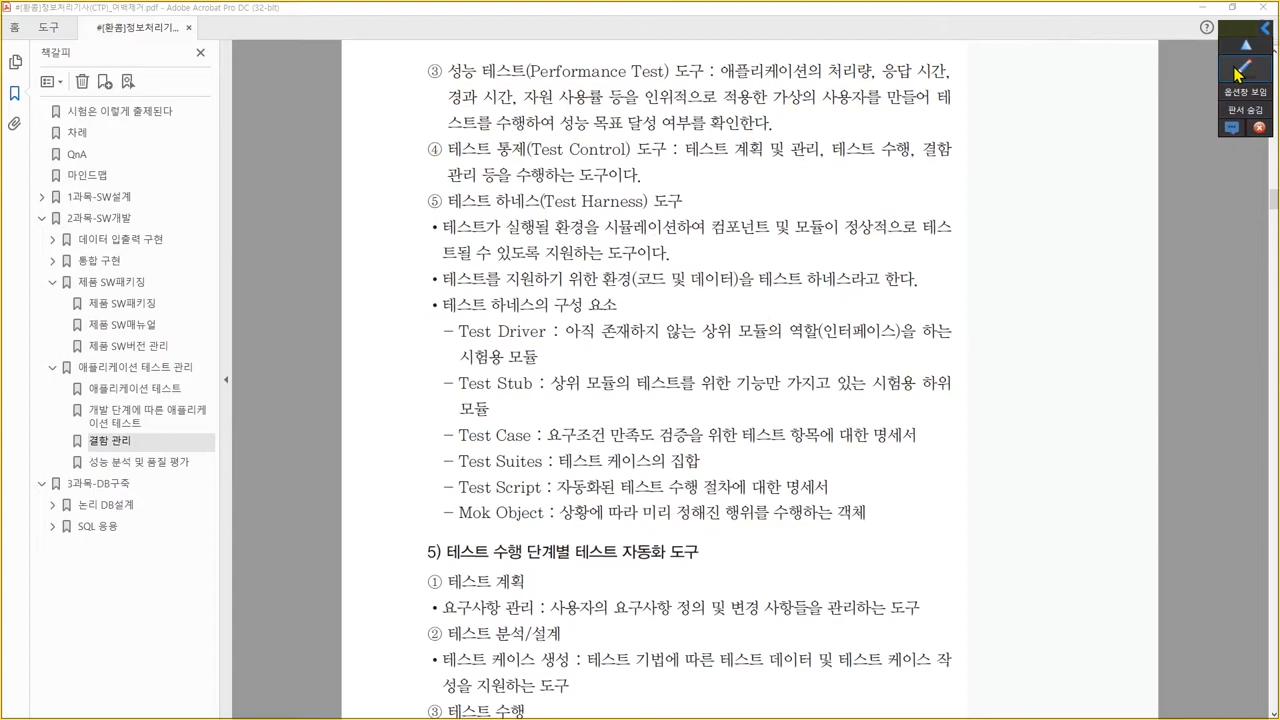 #[환콤]정보처리기사(CTP)_여백제거.pdf - Adobe Acrobat Pro DC (32-bit)
홈
도구
#[환콤]정보처리기...
책갈피
시험은 이렇게 출제된다
차례
QnA
마인드맵
1과목-SW설계
2과목-SW개발
데이터 입출력 구현
통합 구현
제품 SW패키징
제품 SW패키징
제품 SW매뉴얼
제품 SW버전 관리
애플리케이션 테스트 관리
애플리케이션 테스트
개발 단계에 따른 애플리케
이션 테스트
결함 관리
성능 분석 및 품질 평가
3과목-DB구축
논리 DB설계
SQL 응용
③ 성능 테스트(Performance Test) 도구 : 애플리케이션의 처리량, 응답 시간,
경과 시간, 자원 사용률 등을 인위적으로 적용한 가상의 사용자를 만들어 테
스트를 수행하여 성능 목표 달성 여부를 확인한다.
④ 테스트 통제(Test Control) 도구 : 테스트 계획 및 관리, 테스트 수행, 결함
관리 등을 수행하는 도구이다.
⑤ 테스트 하네스(Test Harness) 도구
• 테스트가 실행될 환경을 시뮬레이션하여 컴포넌트 및 모듈이 정상적으로 테스
트될 수 있도록 지원하는 도구이다.
• 테스트를 지원하기 위한 환경(코드 및 데이터)을 테스트 하네스라고 한다.
• 테스트 하네스의 구성 요소
– Test Driver : 아직 존재하지 않는 상위 모듈의 역할(인터페이스)을 하는
시험용 모듈
– Test Stub : 상위 모듈의 테스트를 위한 기능만 가지고 있는 시험용 하위
모듈
– Test Case : 요구조건 만족도 검증을 위한 테스트 항목에 대한 명세서
– Test Suites : 테스트 케이스의 집합
– Test Script : 자동화된 테스트 수행 절차에 대한 명세서
– Mok Object : 상황에 따라 미리 정해진 행위를 수행하는 객체
5) 테스트 수행 단계별 테스트 자동화 도구
① 테스트 계획
• 요구사항 관리 : 사용자의 요구사항 정의 및 변경 사항들을 관리하는 도구
② 테스트 분석/설계
• 테스트 케이스 생성 : 테스트 기법에 따른 테스트 데이터 및 테스트 케이스 작
성을 지원하는 도구
③ 테스트 수행
옵션창 보임
판서 숨김